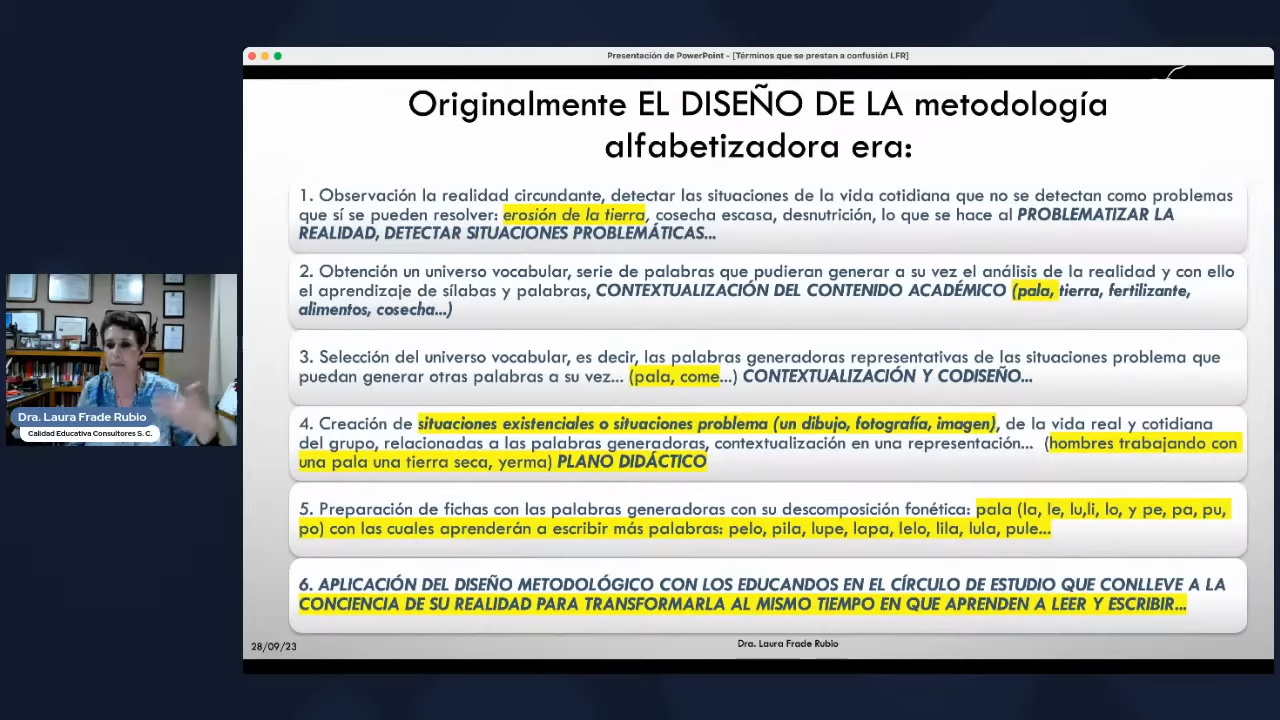 Presentación de PowerPoint - [Términos que se prestan a confusión LFR]
Originalmente EL DISEÑO DE LA metodología
alfabetizadora era:
1. Observación la realidad circundante, detectar las situaciones de la vida cotidiana que no se detectan como problemas
que sí se pueden resolver: erosión de la tierra, cosecha escasa, desnutrición, lo que se hace al PROBLEMATIZAR LA
REALIDAD, DETECTAR SITUACIONES PROBLEMÁTICAS...
2. Obtención un universo vocabular, serie de palabras que pudieran generar a su vez el análisis de la realidad y con ello
el aprendizaje de sílabas y palabras, CONTEXTUALIZACIÓN DEL CONTENIDO ACADÉMICO (pala, tierra, fertilizante,
alimentos, cosecha...)
3. Selección del universo vocabular, es decir, las palabras generadoras representativas de las situaciones problema que
puedan generar otras palabras a su vez... (pala, come...) CONTEXTUALIZACIÓN Y CODISEÑO...
4. Creación de situaciones existenciales o situaciones problema (un dibujo, fotografía, imagen), de la vida real y cotidiana
del grupo, relacionadas a las palabras generadoras, contextualización en una representación... (hombres trabajando con
una pala una tierra seca, yerma) PLANO DIDÁCTICO
5. Preparación de fichas con las palabras generadoras con su descomposición fonética: pala (la, le, lu,li, lo, y pe, pa, pu,
po) con las cuales aprenderán a escribir más palabras: pelo, pila, lupe, lapa, lelo, lila, lula, pule...
6. APLICACIÓN DEL DISEÑO METODOLÓGICO CON LOS EDUCANDOS EN EL CÍRCULO DE ESTUDIO QUE CONLLEVE A LA
CONCIENCIA DE SU REALIDAD PARA TRANSFORMARLA AL MISMO TIEMPO EN QUE APRENDEN A LEER Y ESCRIBIR...
28/09/23
Dra. Laura Frade Rubio
Dra. Laura Frade Rubio
Calidad Educativa Consultores S. C.